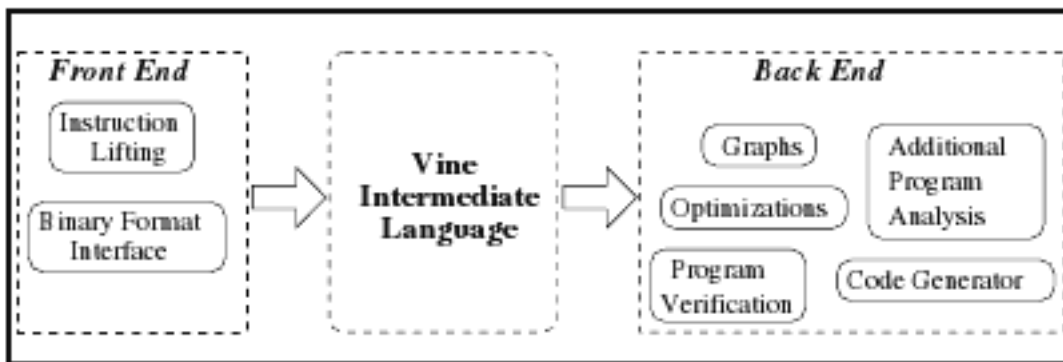 Front End
Instruction
Lifting
Binary Format
Interface
Vine
Intermediate
Language
Back End
Graphs
Optimizations
Program
Verification
Additional
Program
Analysis
Code Generator